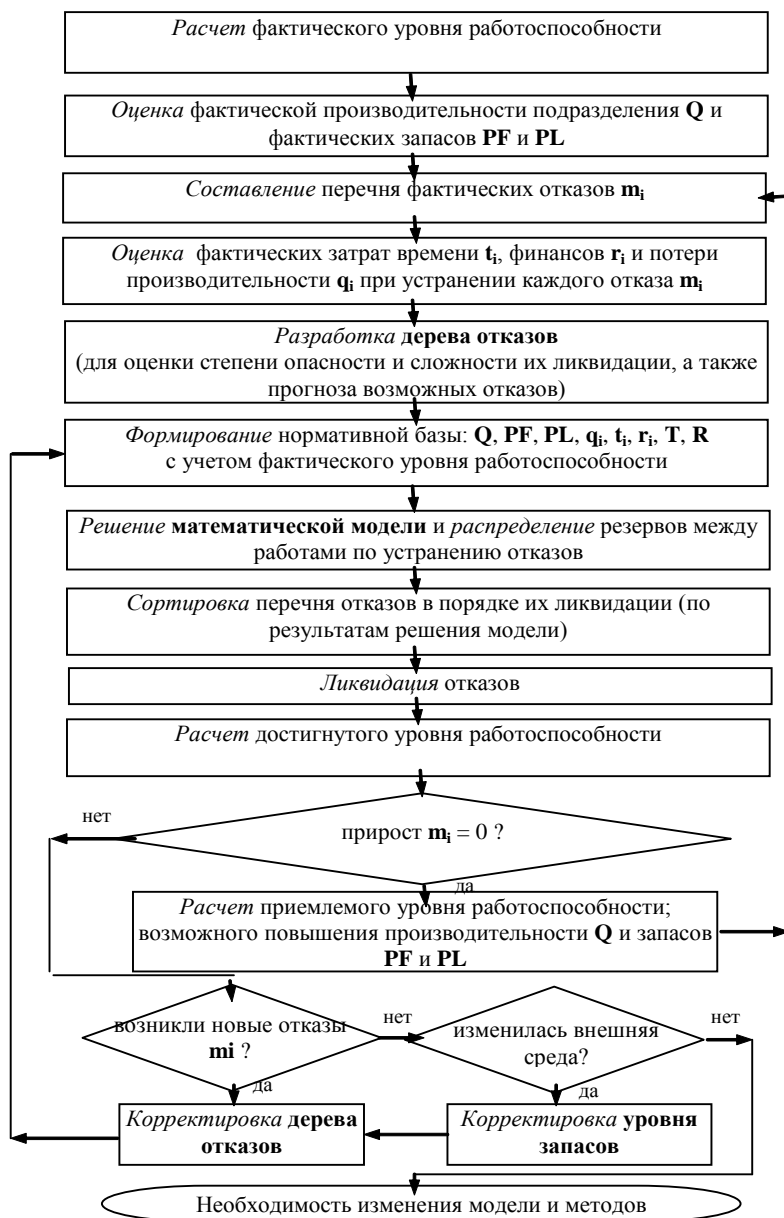 Расчет фактического уровня работоспособности
Оценка фактической производительности подразделения Q и
фактических запасов PF и PL
Составление перечня фактических отказов mi
Оценка фактических затрат времени ti, финансов ri и потери
производительности qi при устранении каждого отказа mi
Разработка дерева отказов
(для оценки степени опасности и сложности их ликвидации, а также
прогноза возможных отказов)
Формирование нормативной базы: Q, PF, PL, qi, ti, ri, T, R
с учетом фактического уровня работоспособности
Решение математической модели и распределение резервов между
работами по устранению отказов
Сортировка перечня отказов в порядке их ликвидации (по
результатам решения модели)
Ликвидация отказов
Расчет достигнутого уровня работоспособности
нет
прирост mi = 0 ?
да
Расчет приемлемого уровня работоспособности;
возможного повышения производительности Q и запасов
PF и PL
возникли новые отказы
mi ?
нет
изменилась внешняя
среда?
нет
да
да
Корректировка дерева
отказов
Корректировка уровня
запасов
Необходимость изменения модели и методов